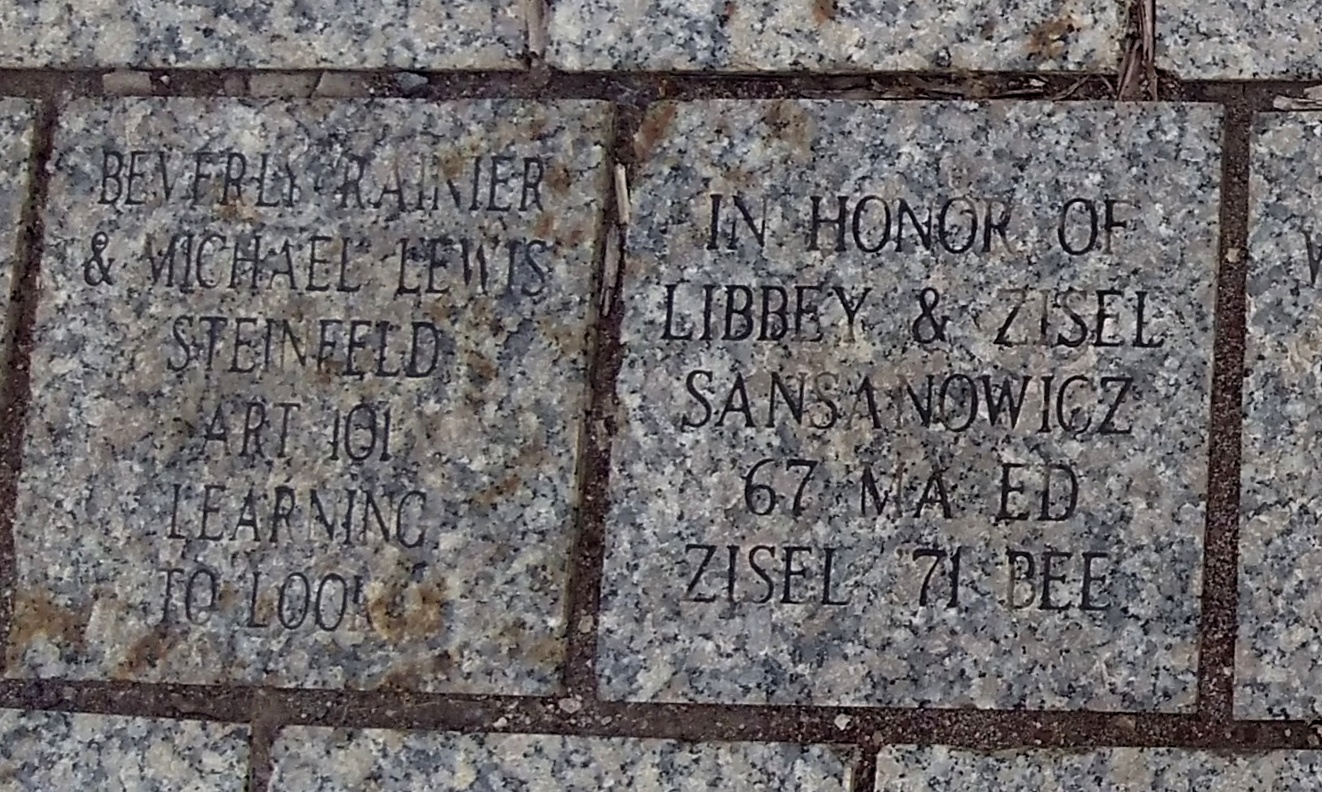 BEVERLY RAINIER
& MICHAEL LEWIS
STEINFELD
ART 101
LEARNING
TO LOOK
IN HONOR OF
LIBBEY & ZISEL
SANSANOWICZ
67 MA ED
ZISEL 71 BEE